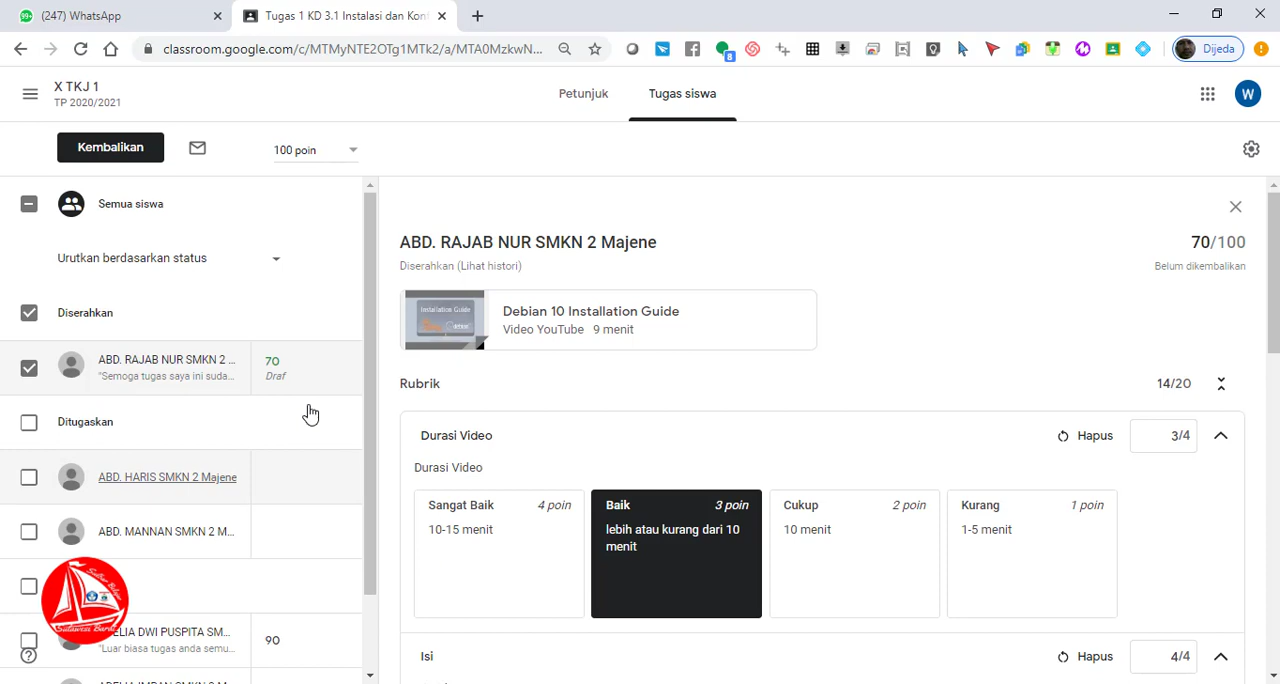 (247) WhatsApp
Tugas 1 KD 3.1 Instalasi dan Kon
classroom.google.com/c/MTMyNTE2OTg1MTk2/a/MTA0MzkwN...
8
Dijeda
X TKJ 1
TP 2020/2021
Petunjuk
Tugas siswa
W
Kembalikan
100 poin
Semua siswa
Urutkan berdasarkan status
Diserahkan
ABD. RAJAB NUR SMKN 2 ...
"Semoga tugas saya ini suda...
70
Draf
Ditugaskan
ABD. HARIS SMKN 2 Majene
ABD. MANNAN SMKN 2 M...
DWI PUSPITA SM...
"Luar biasa tugas anda semu...
90
Sulawesi Barat
ABD. RAJAB NUR SMKN 2 Majene
70/100
Diserahkan (Lihat histori)
Belum dikembalikan
Installation Guide
debian
Debian 10 Installation Guide
Video YouTube 9 menit
Rubrik
14/20
Durasi Video
Hapus
3/4
Durasi Video
Sangat Baik 4 poin
10-15 menit
Baik 3 poin
lebih atau kurang dari 10
menit
Cukup 2 poin
10 menit
Kurang 1 poin
1-5 menit
Isi
Hapus
4/4